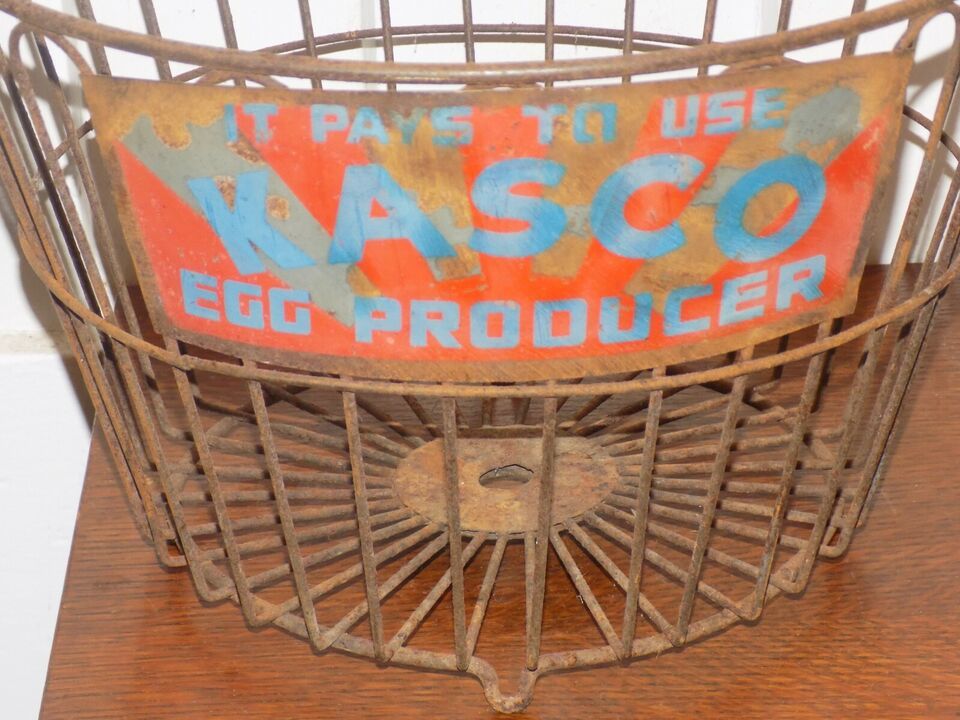 IT PAYS TO USE
KASCO
EGG PRODUCER